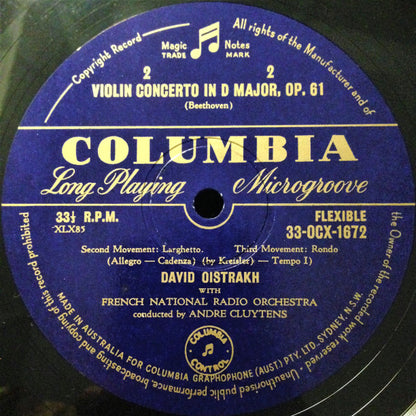 Copyright Record
Magic Notes
TRADE MARK
All rights of the Manufacturer and of
the Owner of the recorded work reserved - Unauthorised public performance, broadcasting and copying of this record prohibited
2 2
VIOLIN CONCERTO IN D MAJOR, OP. 61
(Beethoven)
COLUMBIA
Long Playing Microgroove
33⅓ R.P.M. FLEXIBLE
XLX85 33-OCX-1672
Second Movement: Larghetto. Third Movement: Rondo
(Allegro — Cadenza) (by Kreisler) — Tempo I)
DAVID OISTRAKH
WITH
FRENCH NATIONAL RADIO ORCHESTRA
conducted by ANDRE CLUYTENS
COLUMBIA
CONTROL
MADE IN AUSTRALIA FOR COLUMBIA GRAPHOPHONE (AUST) Pty. LTD. SYDNEY, N.S.W.